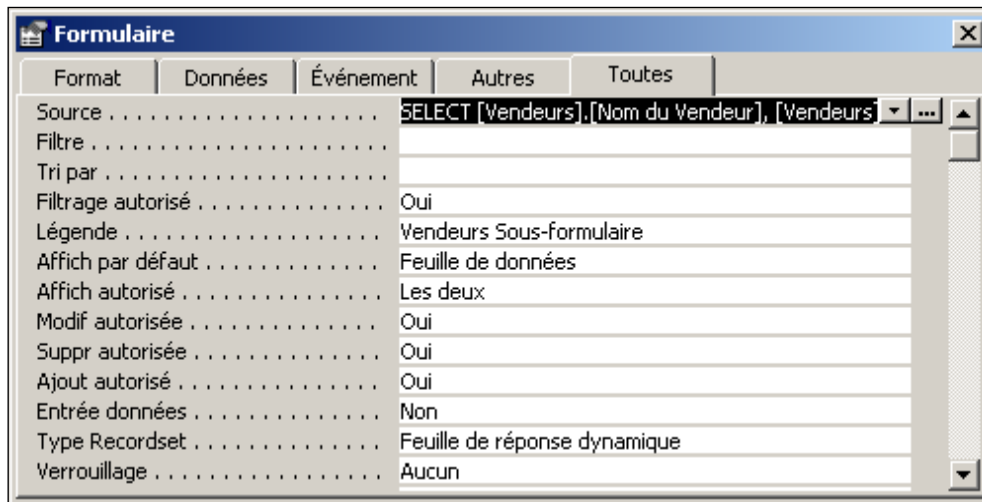 Formulaire
Format Données Événement Autres Toutes
Source . . . . . . . . . . . . . . . . . . . . . SELECT [Vendeurs].[Nom du Vendeur], [Vendeurs] ...
Filtre . . . . . . . . . . . . . . . . . . . . . . .
Tri par . . . . . . . . . . . . . . . . . . . . . .
Filtrage autorisé . . . . . . . . . . . . . . Oui
Légende . . . . . . . . . . . . . . . . . . . Vendeurs Sous-formulaire
Affich par défaut . . . . . . . . . . . . . Feuille de données
Affich autorisé . . . . . . . . . . . . . . . . Les deux
Modif autorisée . . . . . . . . . . . . . . Oui
Suppr autorisée . . . . . . . . . . . . . . Oui
Ajout autorisé . . . . . . . . . . . . . . . . Oui
Entrée données . . . . . . . . . . . . . . Non
Type Recordset . . . . . . . . . . . . . . Feuille de réponse dynamique
Verrouillage . . . . . . . . . . . . . . . . . Aucun